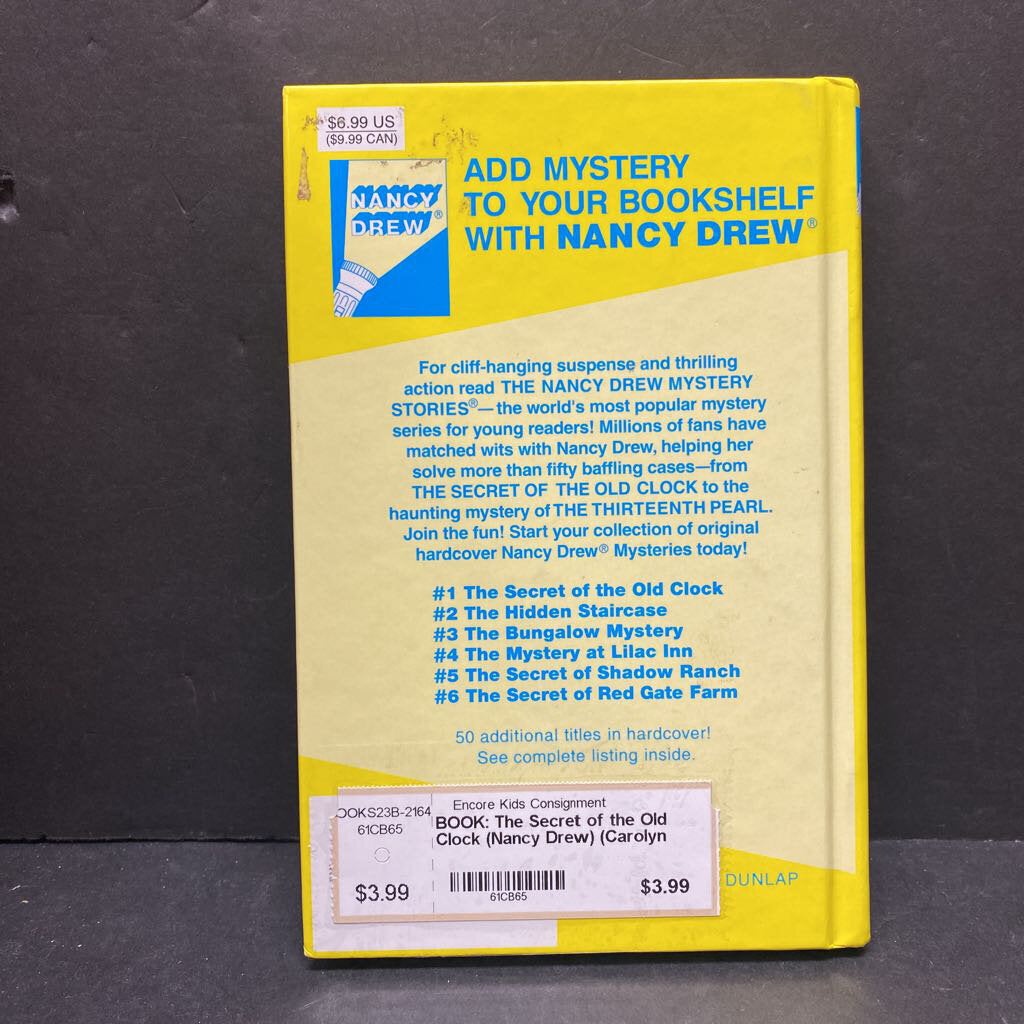 $6.99 US
($9.99 CAN)
NANCY
DREW®
ADD MYSTERY
TO YOUR BOOKSHELF
WITH NANCY DREW®
For cliff-hanging suspense and thrilling
action read THE NANCY DREW MYSTERY
STORIES®—the world's most popular mystery
series for young readers! Millions of fans have
matched wits with Nancy Drew, helping her
solve more than fifty baffling cases—from
THE SECRET OF THE OLD CLOCK to the
haunting mystery of THE THIRTEENTH PEARL.
Join the fun! Start your collection of original
hardcover Nancy Drew® Mysteries today!
#1 The Secret of the Old Clock
#2 The Hidden Staircase
#3 The Bungalow Mystery
#4 The Mystery at Lilac Inn
#5 The Secret of Shadow Ranch
#6 The Secret of Red Gate Farm
50 additional titles in hardcover!
See complete listing inside.
OOKS23B-2164
61CB65
$3.99
Encore Kids Consignment
BOOK: The Secret of the Old
Clock (Nancy Drew) (Carolyn
61CB65
$3.99
DUNLAP